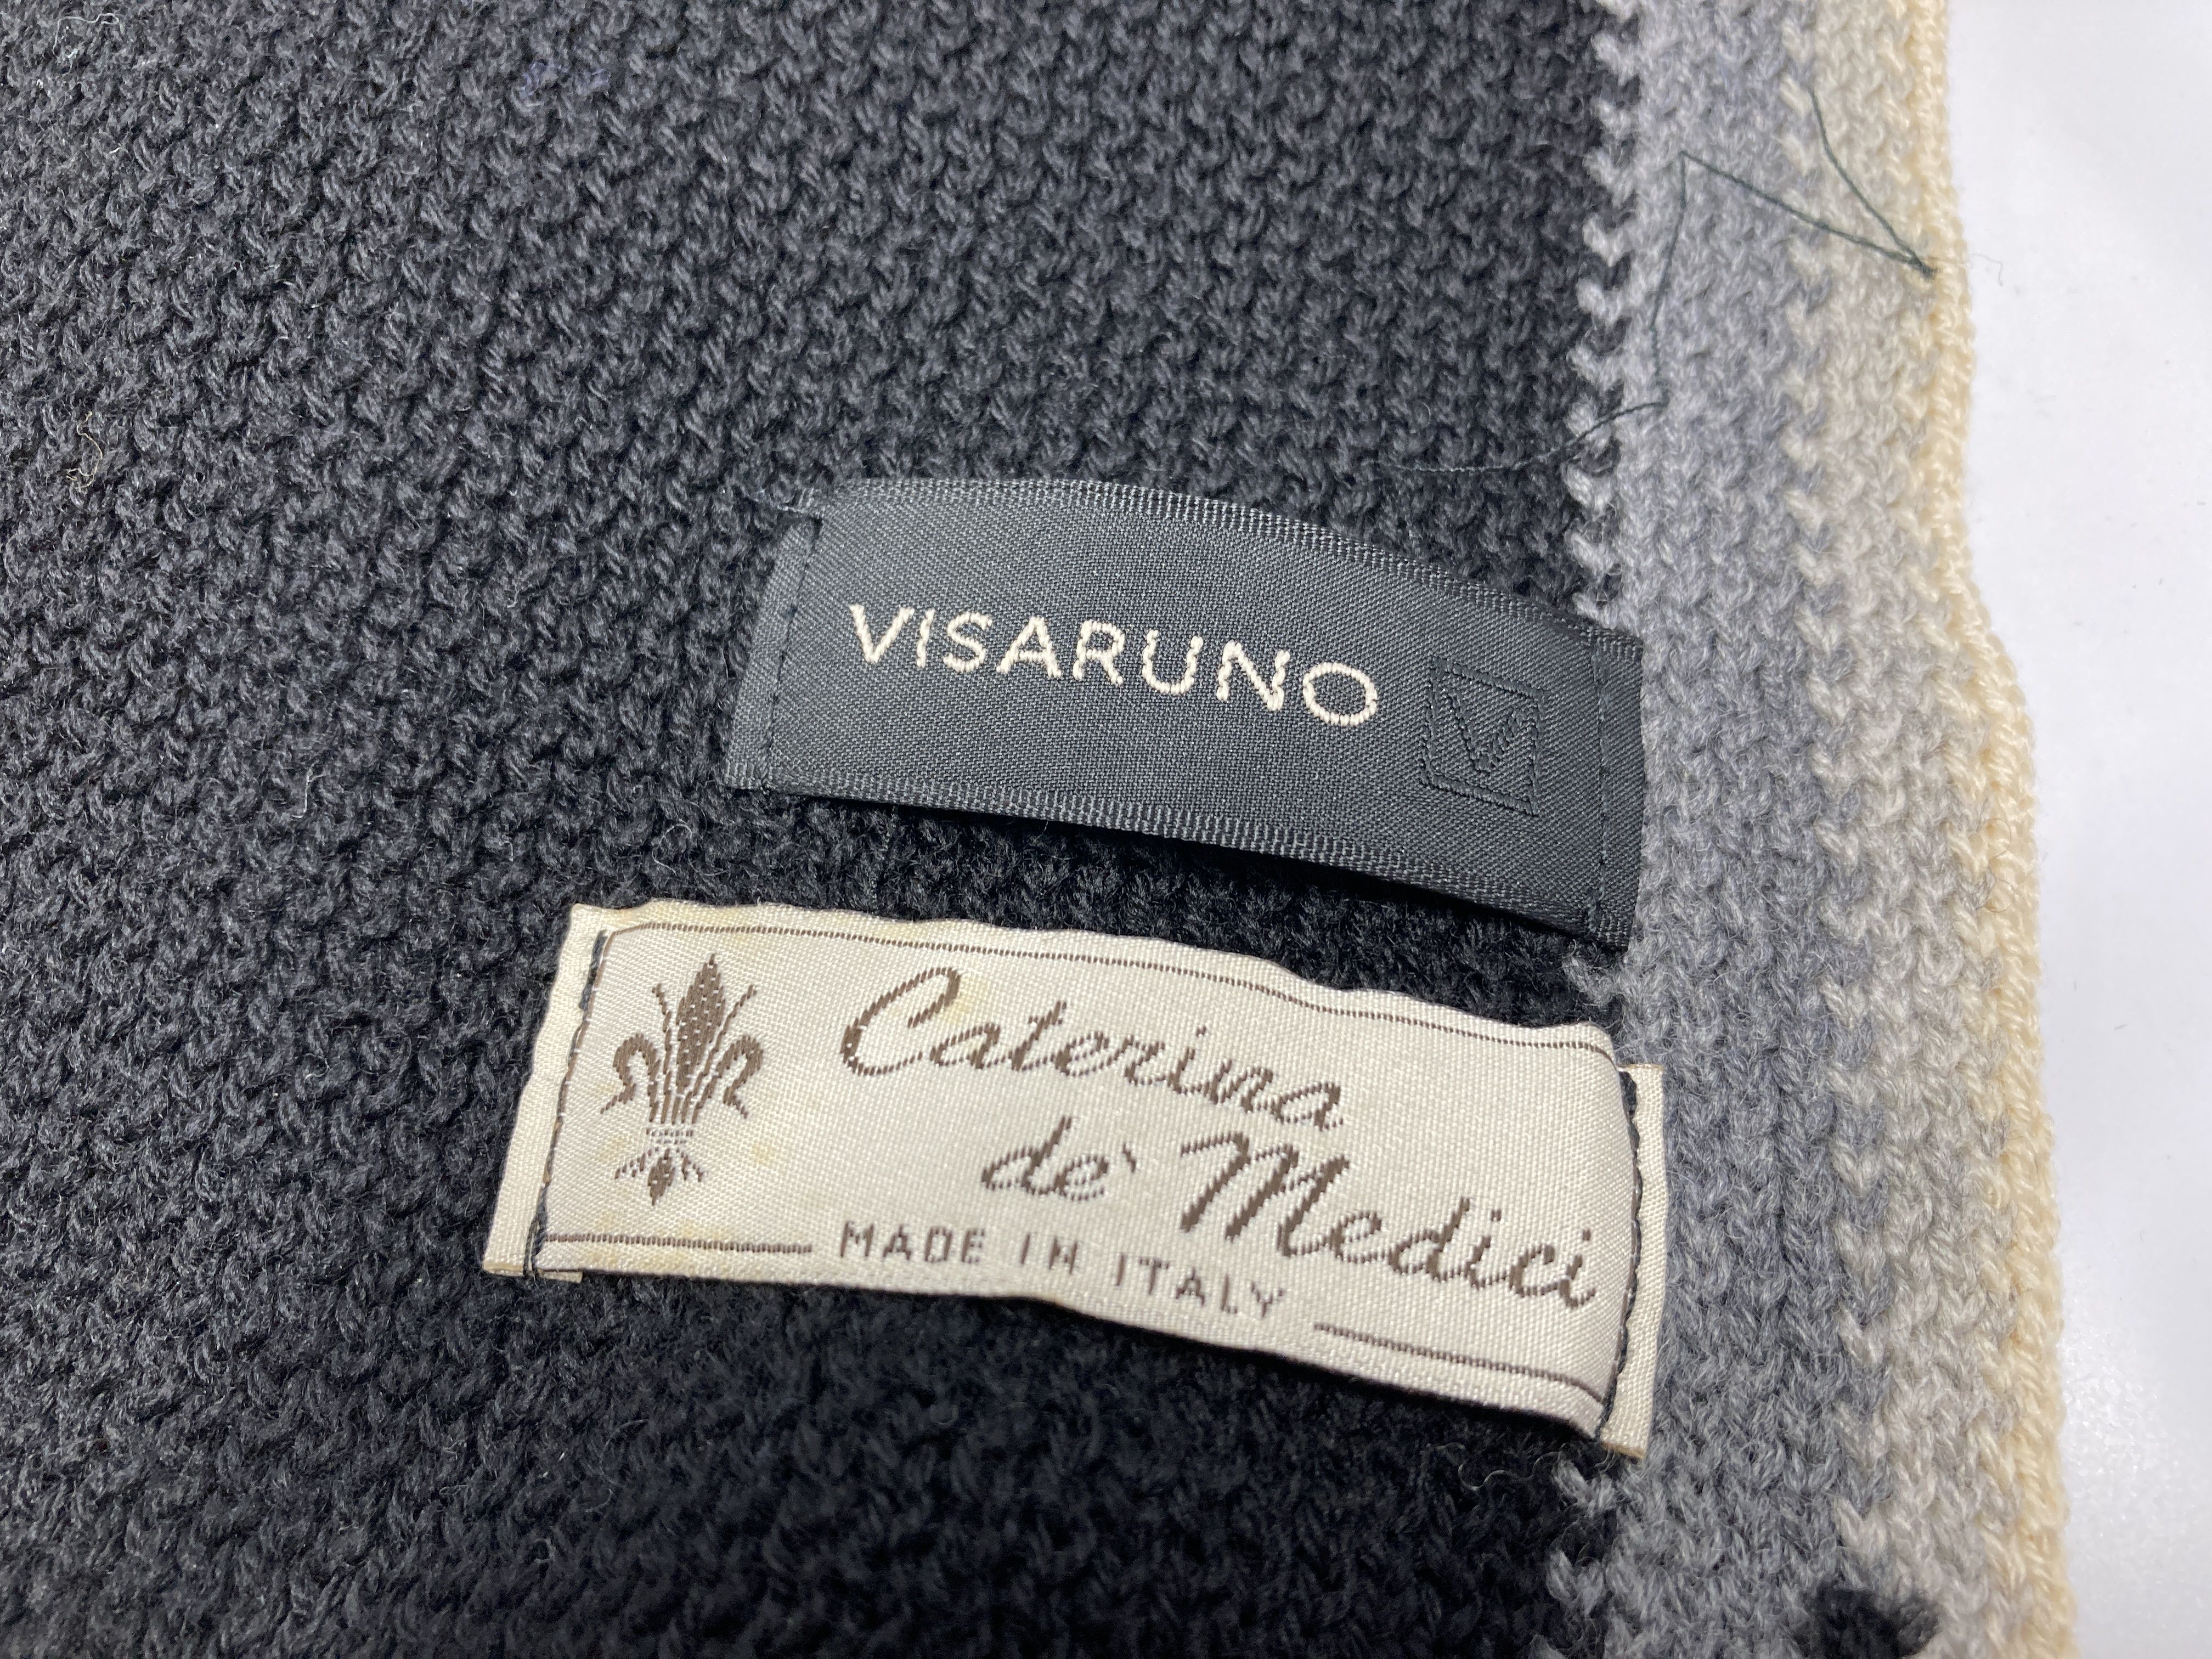 VISARUNO
V
Caterina
de' Medici
MADE IN ITALY